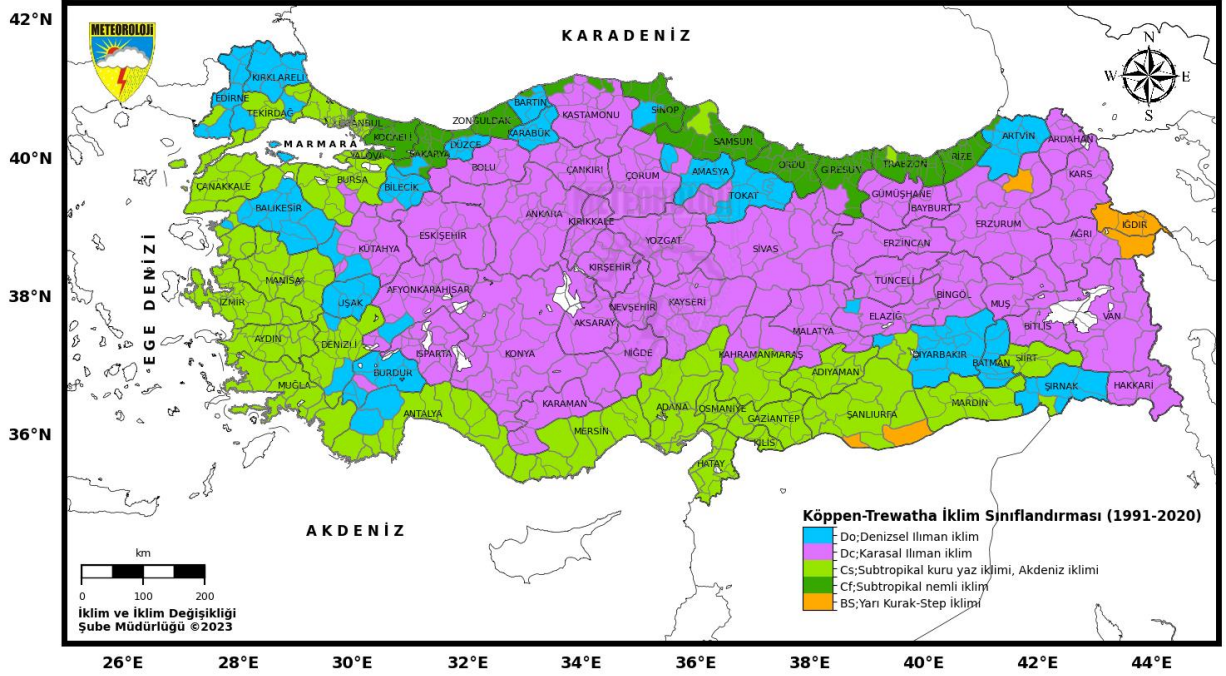 42°N
40°N
38°N
36°N
METEOROLOJİ
KARADENİZ
N
W E
S
MARMARA
EGE DENİZİ
AKDENİZ
KIRKLARELİ
EDİRNE
TEKİRDAĞ
İSTANBUL
KOCAELİ
YALOVA
SAKARYA
DÜZCE
ZONGULDAK
BARTIN
KARABÜK
KASTAMONU
SİNOP
SAMSUN
ORDU
GİRESUN
TRABZON
RİZE
ARTVİN
ARDAHAN
KARS
ÇANAKKALE
BALIKESİR
BURSA
BİLECİK
BOLU
ÇANKIRI
ÇORUM
AMASYA
TOKAT
METEOROLOJİ
GÜMÜŞHANE
BAYBURT
ERZURUM
IĞDIR
AĞRI
KÜTAHYA
ESKİŞEHİR
ANKARA
KIRIKKALE
YOZGAT
SİVAS
ERZİNCAN
TUNCELİ
BİNGÖL
MUŞ
BİTLİS
VAN
MANİSA
UŞAK
AFYONKARAHİSAR
KIRŞEHİR
NEVŞEHİR
KAYSERİ
MALATYA
ELAZIĞ
İZMİR
AYDIN
DENİZLİ
ISPARTA
BURDUR
KONYA
AKSARAY
NİĞDE
KAHRAMANMARAŞ
ADIYAMAN
DİYARBAKIR
BATMAN
SİİRT
ŞIRNAK
HAKKARİ
MUĞLA
ANTALYA
KARAMAN
MERSİN
ADANA
OSMANİYE
GAZİANTEP
KİLİS
ŞANLIURFA
MARDİN
HATAY
Köppen-Trewatha İklim Sınıflandırması (1991-2020)
Do;Denizsel Ilıman iklim
Dc;Karasal Ilıman iklim
Cs;Subtropikal kuru yaz iklimi, Akdeniz iklimi
Cf;Subtropikal nemli iklim
BS;Yarı Kurak-Step İklimi
km
0 100 200
İklim ve İklim Değişikliği
Şube Müdürlüğü ©2023
26°E 28°E 30°E 32°E 34°E 36°E 38°E 40°E 42°E 44°E